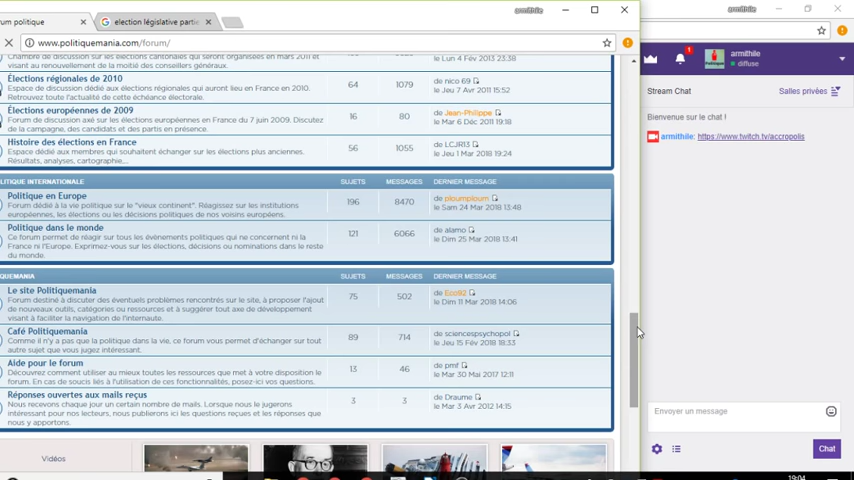 armithile
armithile
um politique
election législative partie
www.politiquemania.com/forum/
Chambre de discussion sur les élections cantonales qui seront organisées en mars 2011 et
visant au renouvellement de la moitié des conseillers généraux.
le Lun 4 Fév 2013 23:38
Élections régionales de 2010
Espace de discussion dédié aux élections régionales qui auront lieu en France en 2010.
Retrouvez toute l'actualité de cette échéance électorale.
64
1079
de nico 69
le Jeu 7 Avr 2011 15:52
Élections européennes de 2009
Forum de discussion axé sur les élections européennes en France du 7 juin 2009. Discutez
de la campagne, des candidats et des partis en présence.
16
80
de Jean-Philippe
le Mar 6 Déc 2011 19:18
Histoire des élections en France
Espace dédié aux membres qui souhaitent échanger sur les élections plus anciennes.
Résultats, analyses, cartographie,...
56
1055
de LCJR13
le Jeu 1 Mar 2018 19:24
LITIQUE INTERNATIONALE
SUJETS
MESSAGES
DERNIER MESSAGE
Politique en Europe
Forum dédié à la vie politique sur le "vieux continent". Réagissez sur les institutions
européennes, les élections ou les décisions politiques de nos voisins européens.
196
8470
de ploumploum
le Sam 24 Mar 2018 13:48
Politique dans le monde
Ce forum permet de réagir sur tous les évènements politiques qui ne concernent ni la
France ni l'Europe. Exprimez-vous sur les élections, décisions ou nominations dans le reste
du monde.
121
6066
de alamo
le Dim 25 Mar 2018 13:41
QUEMANIA
SUJETS
MESSAGES
DERNIER MESSAGE
Le site Politiquemania
Forum destiné à discuter des éventuels problèmes rencontrés sur le site, à proposer l'ajout
de nouveaux outils, catégories ou ressources et à suggérer tout axe de développement
visant à faciliter la navigation de l'internaute.
75
502
de Eco92
le Dim 11 Mar 2018 14:06
Café Politiquemania
Comme il n'y a pas que la politique dans la vie, ce forum vous permet d'échanger sur tout
autre sujet que vous jugez intéressant.
89
714
de sciencespsychopol
le Jeu 15 Fév 2018 18:33
Aide pour le forum
Découvrez comment utiliser au mieux toutes les ressources que met à votre disposition le
forum. En cas de soucis liés à l'utilisation de ces fonctionnalités, posez-ici vos questions.
13
46
de pmf
le Mar 30 Mai 2017 12:11
Réponses ouvertes aux mails reçus
Nous recevons chaque jour un certain nombre de mails. Lorsque nous le jugerons
intéressant pour nos lecteurs, nous publierons ici les questions reçues et les réponses que
nous y apportons.
3
3
de Draume
le Mar 3 Avr 2012 14:15
Vidéos
1
armithile
diffuse
Stream Chat
Salles privées
Bienvenue sur le chat !
armithile: https://www.twitch.tv/accropolis
Envoyer un message
Chat
19:04